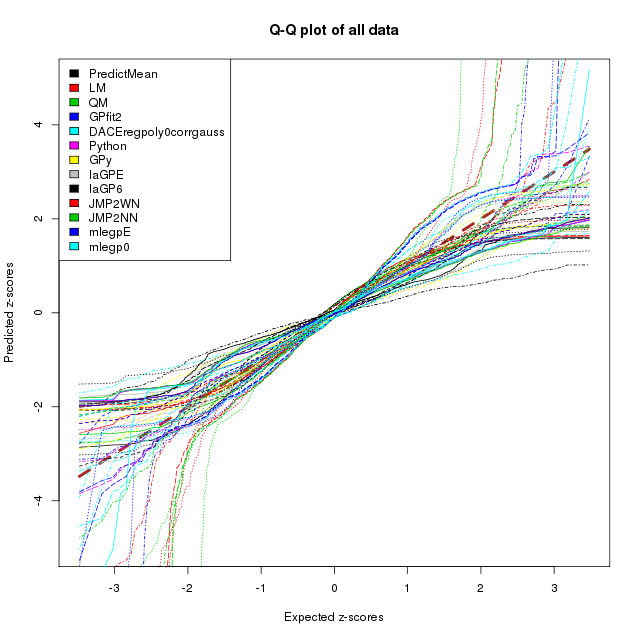 Q-Q plot of all data
PredictMean
LM
QM
GPfit2
DACEregpoly0corrgauss
Python
GPy
laGPE
laGP6
JMP2WN
JMP2NN
mlegpE
mlegp0
4
2
0
-2
-4
Predicted z-scores
-3 -2 -1 0 1 2 3
Expected z-scores